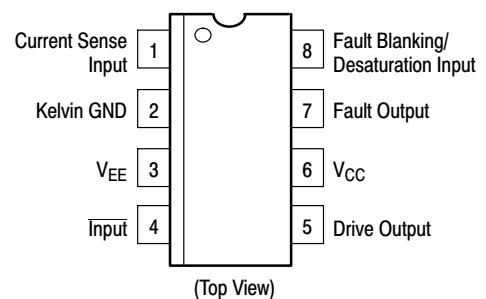 Current Sense
Input
1
Kelvin GND
2
VEE
3
Input
4
8
Fault Blanking/
Desaturation Input
7
Fault Output
6
VCC
5
Drive Output
(Top View)